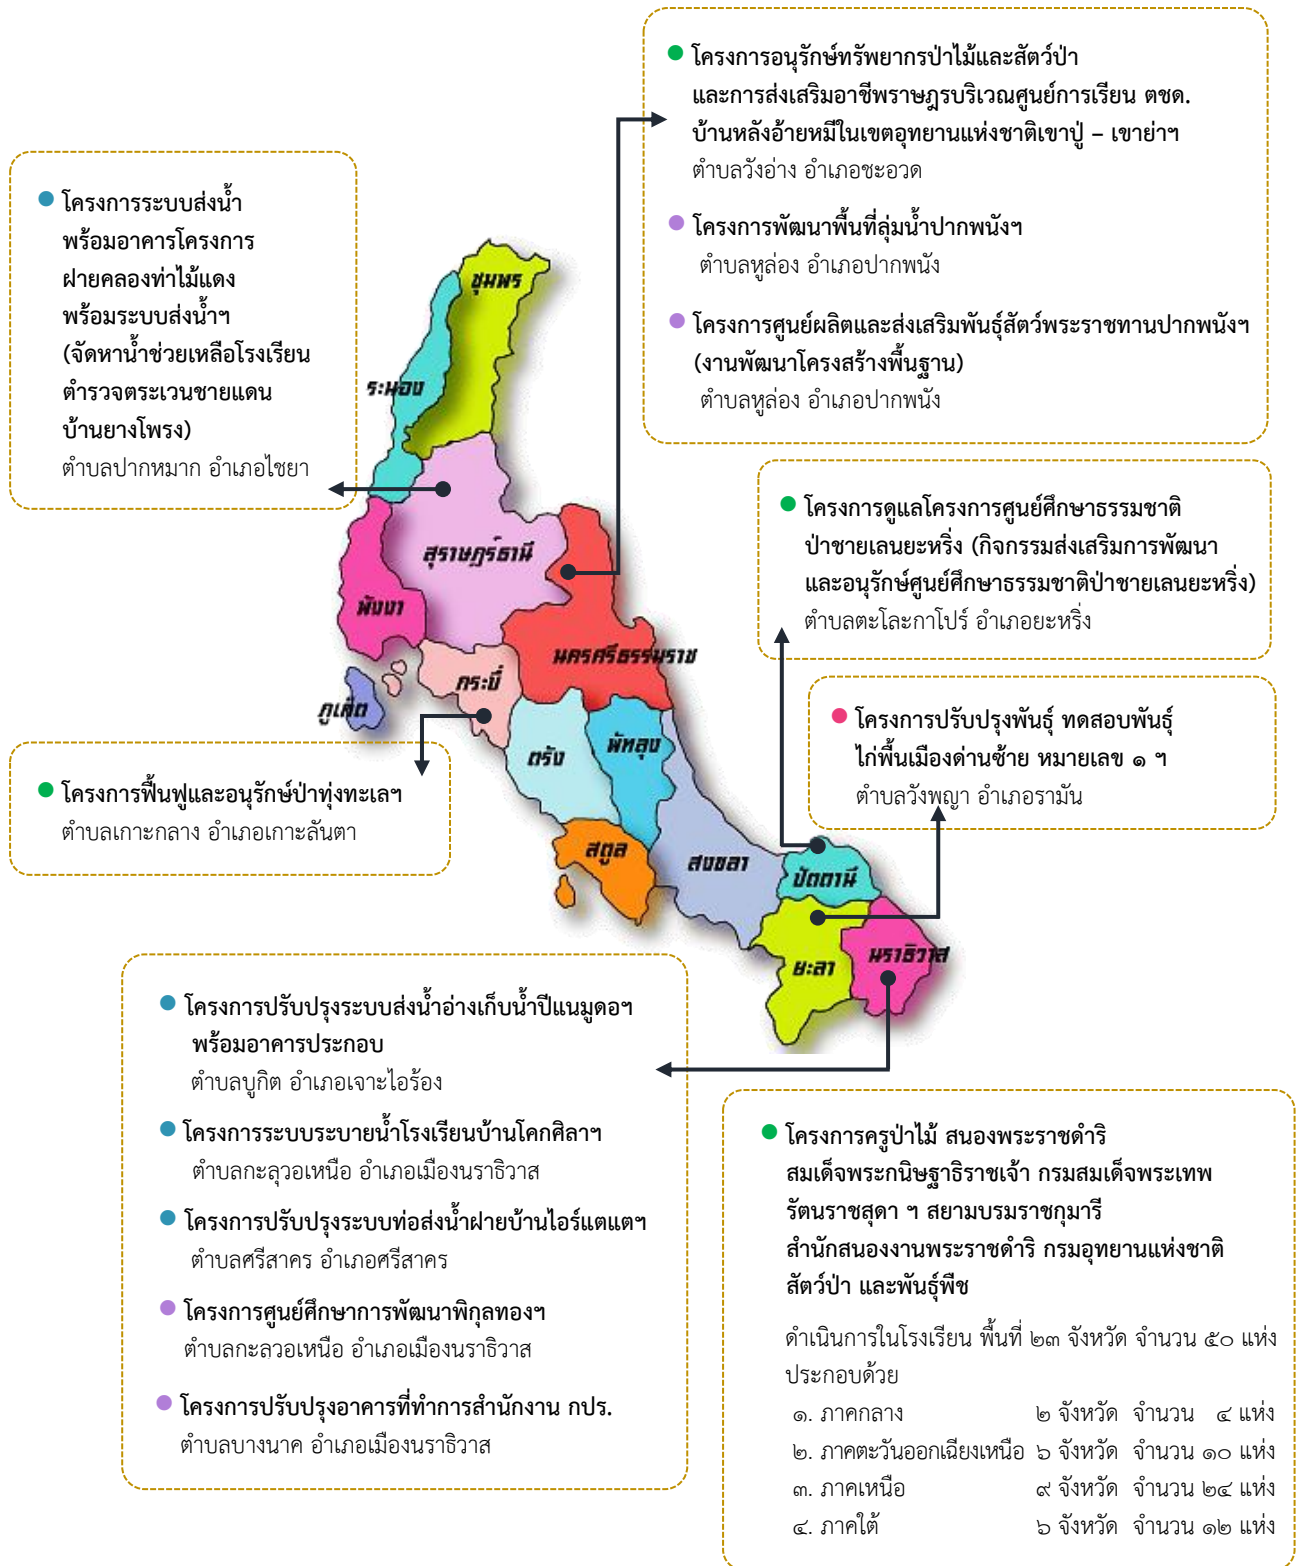 โครงการอนุรักษ์ทรัพยากรป่าไม้และสัตว์ป่า
และการส่งเสริมอาชีพราษฎรบริเวณศูนย์การเรียน ตชด.
บ้านหลังอ้ายหมีในเขตอุทยานแห่งชาติเขาปู่ – เขาย่าฯ
ตำบลวังอ่าง อำเภอชะอวด
โครงการพัฒนาพื้นที่ลุ่มน้ำปากพนังฯ
ตำบลหูล่อง อำเภอปากพนัง
โครงการศูนย์ผลิตและส่งเสริมพันธุ์สัตว์พระราชทานปากพนังฯ
(งานพัฒนาโครงสร้างพื้นฐาน)
ตำบลหูล่อง อำเภอปากพนัง
โครงการระบบส่งน้ำ
พร้อมอาคารโครงการ
ฝายคลองท่าไม้แดง
พร้อมระบบส่งน้ำฯ
(จัดหาน้ำช่วยเหลือโรงเรียน
ตำรวจตระเวนชายแดน
บ้านยางโพรง)
ตำบลปากหมาก อำเภอไชยา
ชุมพร
ระนอง
สุราษฎร์ธานี
พังงา
นครศรีธรรมราช
กระบี่
ภูเก็ต
ตรัง
พัทลุง
สตูล
สงขลา
ปัตตานี
ยะลา
นราธิวาส
โครงการดูแลโครงการศูนย์ศึกษาธรรมชาติ
ป่าชายเลนยะหริ่ง (กิจกรรมส่งเสริมการพัฒนา
และอนุรักษ์ศูนย์ศึกษาธรรมชาติป่าชายเลนยะหริ่ง)
ตำบลตะโละกาโปร์ อำเภอยะหริ่ง
โครงการปรับปรุงพันธุ์ ทดสอบพันธุ์
ไก่พื้นเมืองด่านซ้าย หมายเลข ๑ ฯ
ตำบลวังพญา อำเภอรามัน
โครงการฟื้นฟูและอนุรักษ์ป่าทุ่งทะเลฯ
ตำบลเกาะกลาง อำเภอเกาะลันตา
โครงการปรับปรุงระบบส่งน้ำอ่างเก็บน้ำปีแนมูดอฯ
พร้อมอาคารประกอบ
ตำบลบูกิต อำเภอเจาะไอร้อง
โครงการระบบระบายน้ำโรงเรียนบ้านโคกศิลาฯ
ตำบลกะลุวอเหนือ อำเภอเมืองนราธิวาส
โครงการปรับปรุงระบบท่อส่งน้ำฝายบ้านไอร์แตแตฯ
ตำบลศรีสาคร อำเภอศรีสาคร
โครงการศูนย์ศึกษาการพัฒนาพิกุลทองฯ
ตำบลกะลุวอเหนือ อำเภอเมืองนราธิวาส
โครงการปรับปรุงอาคารที่ทำการสำนักงาน กปร.
ตำบลบางนาค อำเภอเมืองนราธิวาส
โครงการครูป่าไม้ สนองพระราชดำริ
สมเด็จพระกนิษฐาธิราชเจ้า กรมสมเด็จพระเทพ
รัตนราชสุดา ฯ สยามบรมราชกุมารี
สำนักสนองงานพระราชดำริ กรมอุทยานแห่งชาติ
สัตว์ป่า และพันธุ์พืช
ดำเนินการในโรงเรียน พื้นที่ ๒๓ จังหวัด จำนวน ๕๐ แห่ง
ประกอบด้วย
๑. ภาคกลาง ๒ จังหวัด จำนวน ๔ แห่ง
๒. ภาคตะวันออกเฉียงเหนือ ๖ จังหวัด จำนวน ๑๐ แห่ง
๓. ภาคเหนือ ๙ จังหวัด จำนวน ๒๔ แห่ง
๔. ภาคใต้ ๖ จังหวัด จำนวน ๑๒ แห่ง